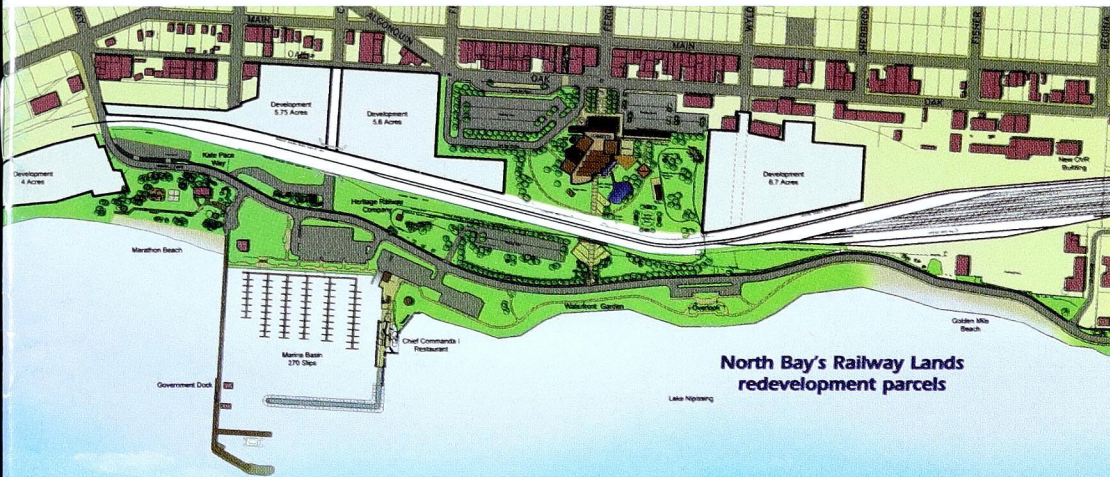 MAIN
ALGONQUIN
MAIN
OAK
OAK
OAK
SHERBROOKE
FISHER
Development
5.75 Acres
Development
5.6 Acres
Development
4 Acres
Development
6.7 Acres
New OVR
Building
Kate Pace
Way
Heritage Railway
Company
Marathon Beach
Waterfront Garden
Overlook
Golden Mile
Beach
Chief Commanda I
Restaurant
Marina Basin
270 Slips
Government Dock
Lake Nipissing
North Bay's Railway Lands
redevelopment parcels